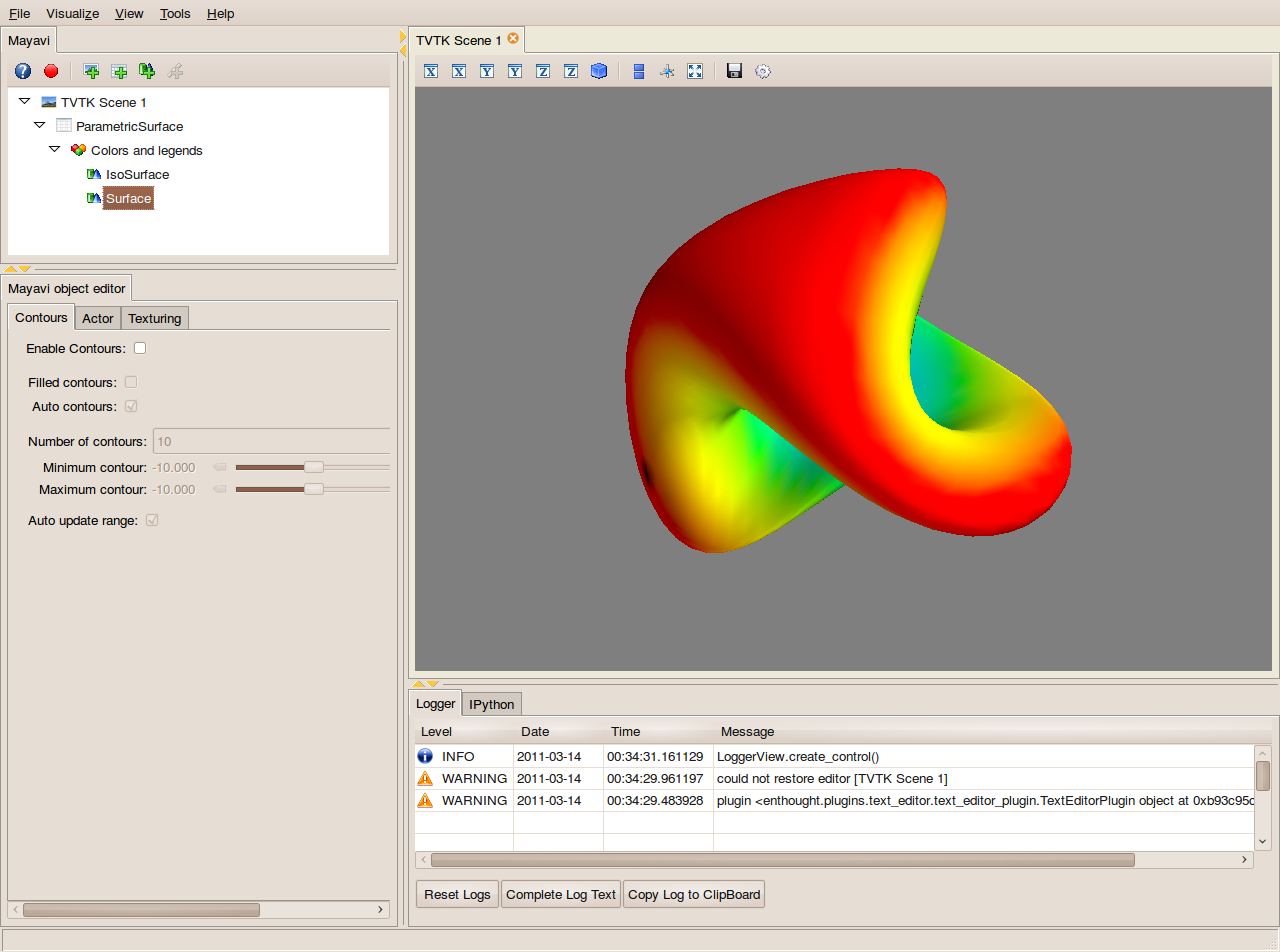 File Visualize View Tools Help
Mayavi
TVTK Scene 1
ParametricSurface
Colors and legends
IsoSurface
Surface
Mayavi object editor
Contours Actor Texturing
Enable Contours:
Filled contours:
Auto contours:
Number of contours: 10
Minimum contour: -10.000
Maximum contour: -10.000
Auto update range:
TVTK Scene 1
X X Y Y Z Z
Logger IPython
Level Date Time Message
INFO 2011-03-14 00:34:31.161129 LoggerView.create_control()
WARNING 2011-03-14 00:34:29.961197 could not restore editor [TVTK Scene 1]
WARNING 2011-03-14 00:34:29.483928 plugin <enthought.plugins.text_editor.text_editor_plugin.TextEditorPlugin object at 0xb93c95c
Reset Logs Complete Log Text Copy Log to ClipBoard